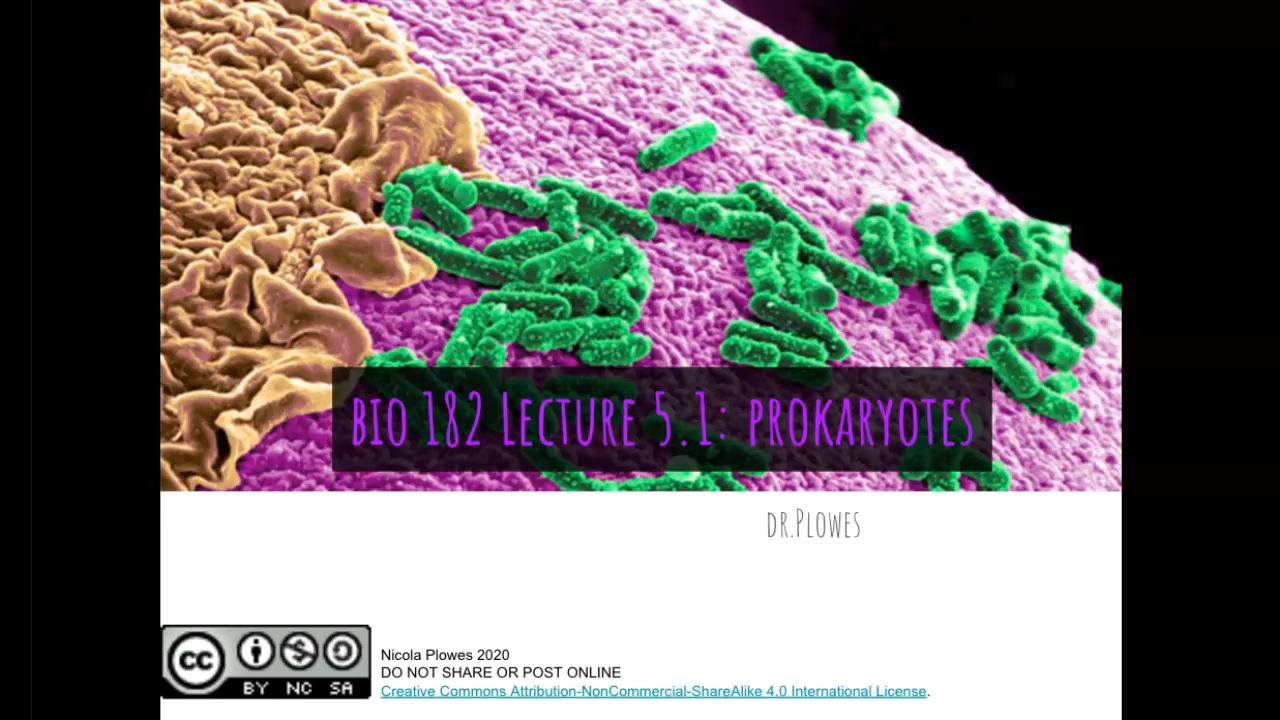 BIO 182 LECTURE 5.1: PROKARYOTES
DR.PLOWES
cc
BY NC SA
Nicola Plowes 2020
DO NOT SHARE OR POST ONLINE
Creative Commons Attribution-NonCommercial-ShareAlike 4.0 International License.